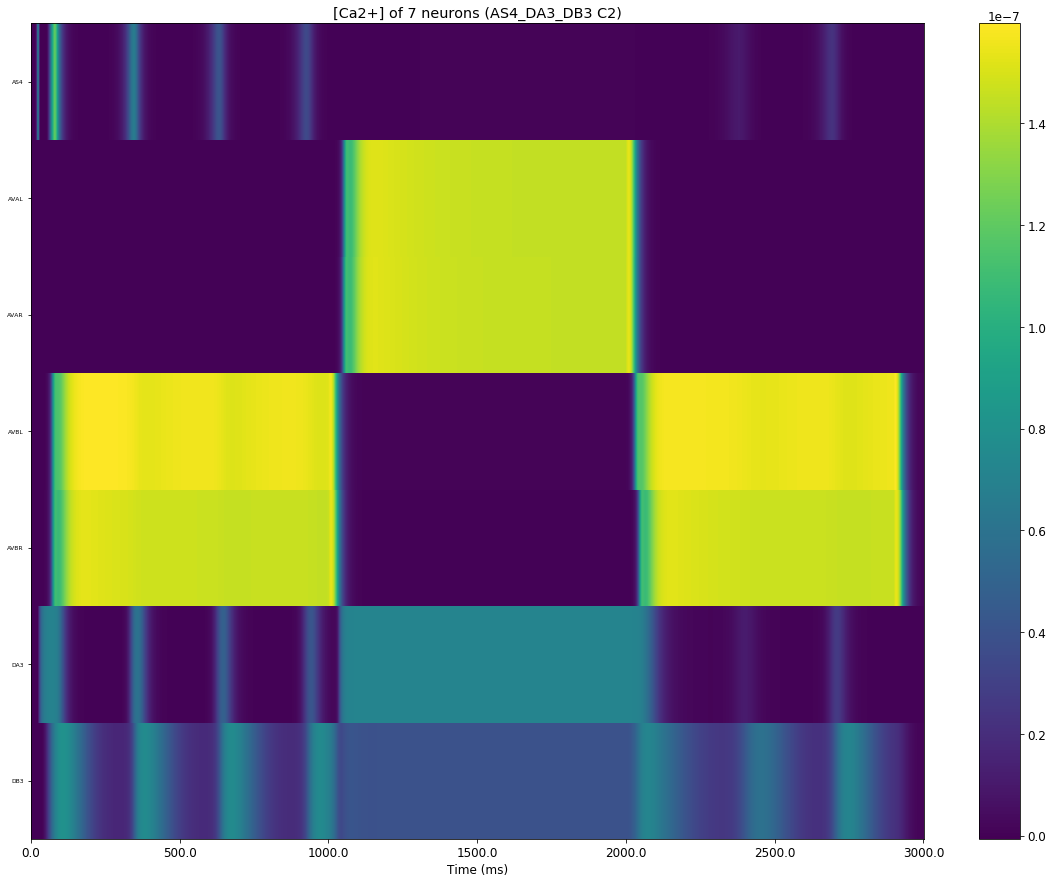 [Ca2+] of 7 neurons (AS4_DA3_DB3 C2)
1e−7
AS4
AVAL
AVAR
AVBL
AVBR
DA3
DB3
0.0 500.0 1000.0 1500.0 2000.0 2500.0 3000.0
Time (ms)
1.4
1.2
1.0
0.8
0.6
0.4
0.2
0.0